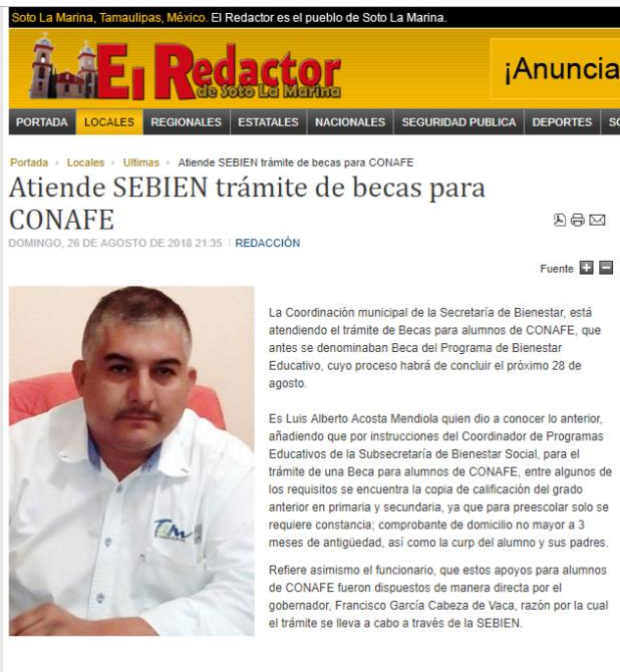 Soto La Marina, Tamaulipas, México. El Redactor es el pueblo de Soto La Marina.
El Redactor
de Soto La Marina
¡Anuncia
PORTADA LOCALES REGIONALES ESTATALES NACIONALES SEGURIDAD PUBLICA DEPORTES SO
Portada Locales Ultimas Atiende SEBIEN trámite de becas para CONAFE
Atiende SEBIEN trámite de becas para
CONAFE
DOMINGO, 26 DE AGOSTO DE 2018 21:35 | REDACCIÓN
Fuente
La Coordinación municipal de la Secretaría de Bienestar, está
atendiendo el trámite de Becas para alumnos de CONAFE, que
antes se denominaban Beca del Programa de Bienestar
Educativo, cuyo proceso habrá de concluir el próximo 28 de
agosto.
Es Luis Alberto Acosta Mendiola quien dio a conocer lo anterior,
añadiendo que por instrucciones del Coordinador de Programas
Educativos de la Subsecretaría de Bienestar Social, para el
trámite de una Beca para alumnos de CONAFE, entre algunos de
los requisitos se encuentra la copia de calificación del grado
anterior en primaria y secundaria, ya que para preescolar solo se
requiere constancia; comprobante de domicilio no mayor a 3
meses de antigüedad, así como la curp del alumno y sus padres.
Refiere asimismo el funcionario, que estos apoyos para alumnos
de CONAFE fueron dispuestos de manera directa por el
gobernador, Francisco García Cabeza de Vaca, razón por la cual
el trámite se lleva a cabo a través de la SEBIEN.
Tam